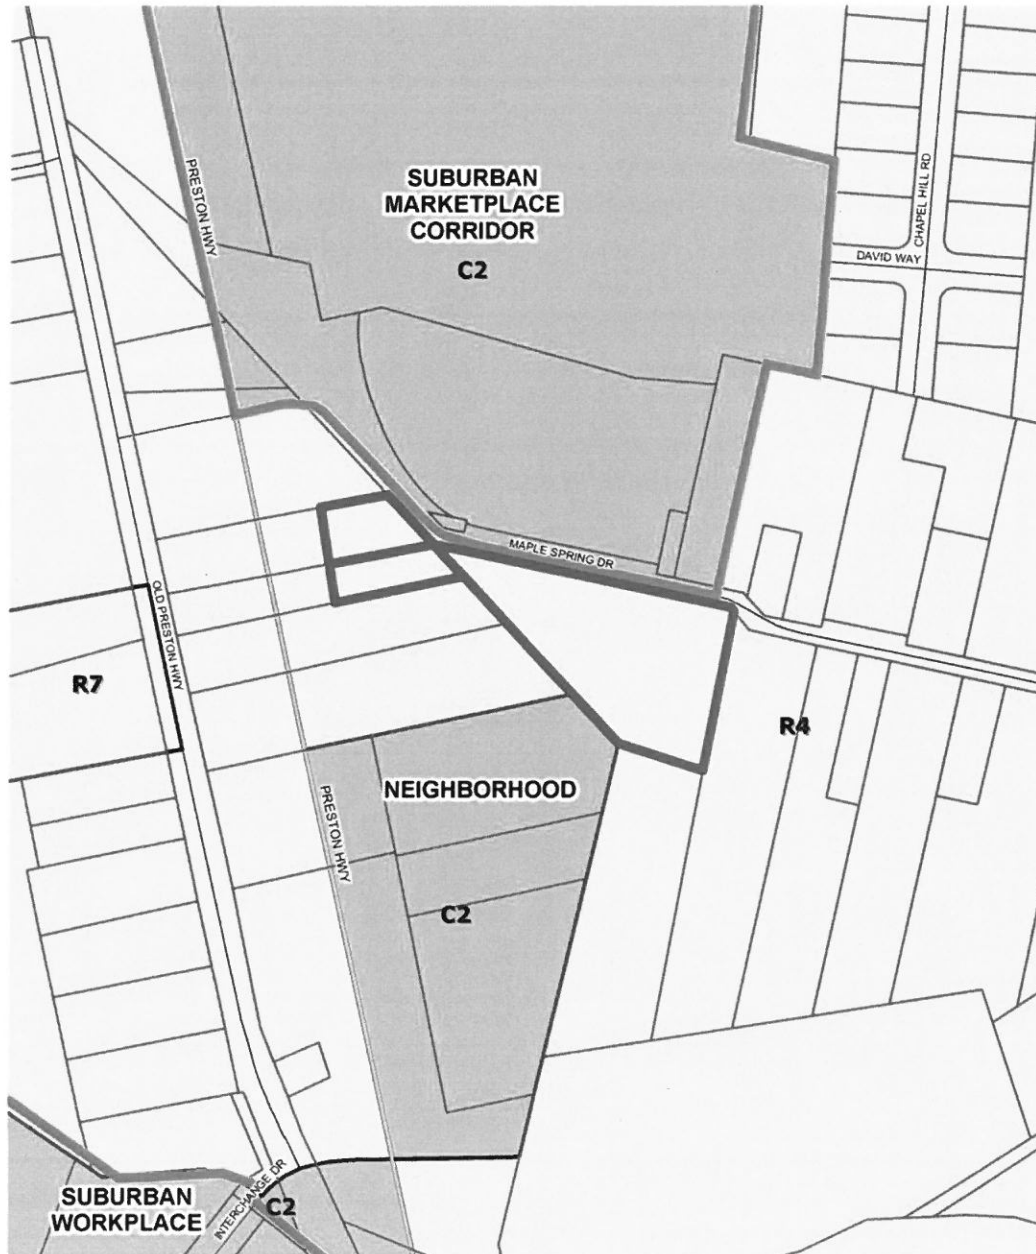 PRESTON HWY
SUBURBAN
MARKETPLACE
CORRIDOR
C2
CHAPEL HILL RD
DAVID WAY
MAPLE SPRING DR
OLD PRESTON HWY
R7
R4
NEIGHBORHOOD
PRESTON HWY
C2
SUBURBAN
WORKPLACE
INTERCHANGE DR
C2